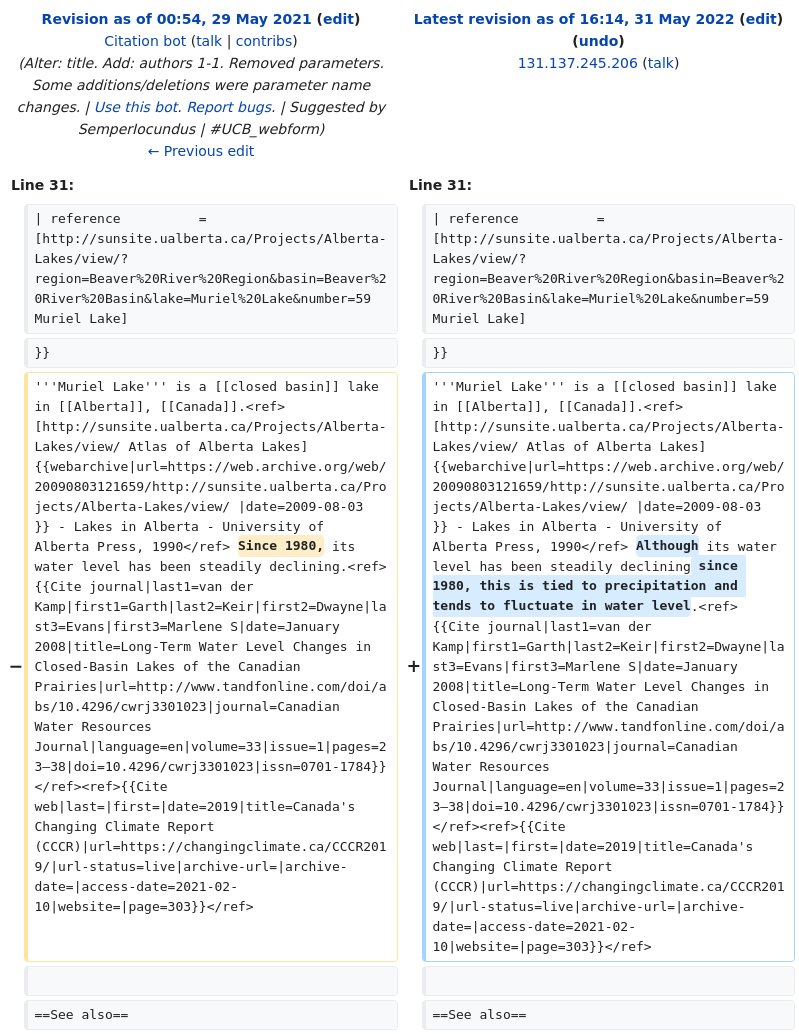 Revision as of 00:54, 29 May 2021 (edit)
Citation bot (talk | contribs)
(Alter: title. Add: authors 1-1. Removed parameters.
Some additions/deletions were parameter name
changes. | Use this bot. Report bugs. | Suggested by
SemperIocundus | #UCB_webform)
← Previous edit
Latest revision as of 16:14, 31 May 2022 (edit)
(undo)
131.137.245.206 (talk)
Line 31:
Line 31:
| reference          =
[http://sunsite.ualberta.ca/Projects/Alberta-
Lakes/view/?
region=Beaver%20River%20Region&basin=Beaver%2
0River%20Basin&lake=Muriel%20Lake&number=59
Muriel Lake]
| reference          =
[http://sunsite.ualberta.ca/Projects/Alberta-
Lakes/view/?
region=Beaver%20River%20Region&basin=Beaver%2
0River%20Basin&lake=Muriel%20Lake&number=59
Muriel Lake]
}}
}}
−
'''Muriel Lake''' is a [[closed basin]] lake
in [[Alberta]], [[Canada]].<ref>
[http://sunsite.ualberta.ca/Projects/Alberta-
Lakes/view/ Atlas of Alberta Lakes]
{{webarchive|url=https://web.archive.org/web/
20090803121659/http://sunsite.ualberta.ca/Pro
jects/Alberta-Lakes/view/ |date=2009-08-03
}} - Lakes in Alberta - University of
Alberta Press, 1990</ref> Since 1980, its
water level has been steadily declining.<ref>
{{Cite journal|last1=van der
Kamp|first1=Garth|last2=Keir|first2=Dwayne|la
st3=Evans|first3=Marlene S|date=January
2008|title=Long-Term Water Level Changes in
Closed-Basin Lakes of the Canadian
Prairies|url=http://www.tandfonline.com/doi/a
bs/10.4296/cwrj3301023|journal=Canadian
Water Resources
Journal|language=en|volume=33|issue=1|pages=2
3–38|doi=10.4296/cwrj3301023|issn=0701-1784}}
</ref><ref>{{Cite
web|last=|first=|date=2019|title=Canada's
Changing Climate Report
(CCCR)|url=https://changingclimate.ca/CCCR201
9/|url-status=live|archive-url=|archive-
date=|access-date=2021-02-
10|website=|page=303}}</ref>
+
'''Muriel Lake''' is a [[closed basin]] lake
in [[Alberta]], [[Canada]].<ref>
[http://sunsite.ualberta.ca/Projects/Alberta-
Lakes/view/ Atlas of Alberta Lakes]
{{webarchive|url=https://web.archive.org/web/
20090803121659/http://sunsite.ualberta.ca/Pro
jects/Alberta-Lakes/view/ |date=2009-08-03
}} - Lakes in Alberta - University of
Alberta Press, 1990</ref> Although its water
level has been steadily declining since
1980, this is tied to precipitation and
tends to fluctuate in water level.<ref>
{{Cite journal|last1=van der
Kamp|first1=Garth|last2=Keir|first2=Dwayne|la
st3=Evans|first3=Marlene S|date=January
2008|title=Long-Term Water Level Changes in
Closed-Basin Lakes of the Canadian
Prairies|url=http://www.tandfonline.com/doi/a
bs/10.4296/cwrj3301023|journal=Canadian
Water Resources
Journal|language=en|volume=33|issue=1|pages=2
3–38|doi=10.4296/cwrj3301023|issn=0701-1784}}
</ref><ref>{{Cite
web|last=|first=|date=2019|title=Canada's
Changing Climate Report
(CCCR)|url=https://changingclimate.ca/CCCR201
9/|url-status=live|archive-url=|archive-
date=|access-date=2021-02-
10|website=|page=303}}</ref>
==See also==
==See also==